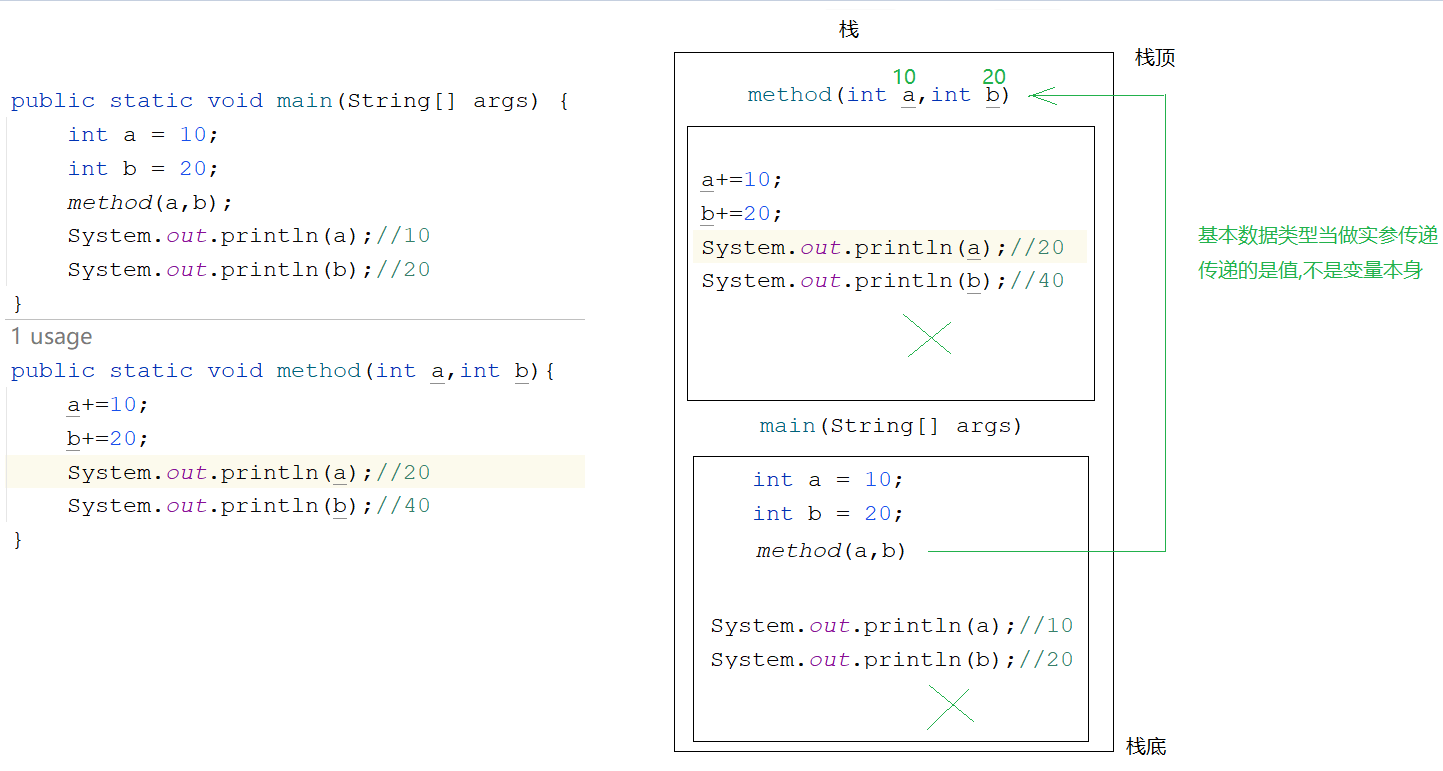 public static void main(String[] args) {
int a = 10;
int b = 20;
method(a,b);
System.out.println(a);//10
System.out.println(b);//20
}
1 usage
public static void method(int a,int b){
a+=10;
b+=20;
System.out.println(a);//20
System.out.println(b);//40
}
栈
栈顶
10 20
method(int a,int b)
a+=10;
b+=20;
System.out.println(a);//20
System.out.println(b);//40
main(String[] args)
int a = 10;
int b = 20;
method(a,b)
System.out.println(a);//10
System.out.println(b);//20
栈底
基本数据类型当做实参传递
传递的是值,不是变量本身